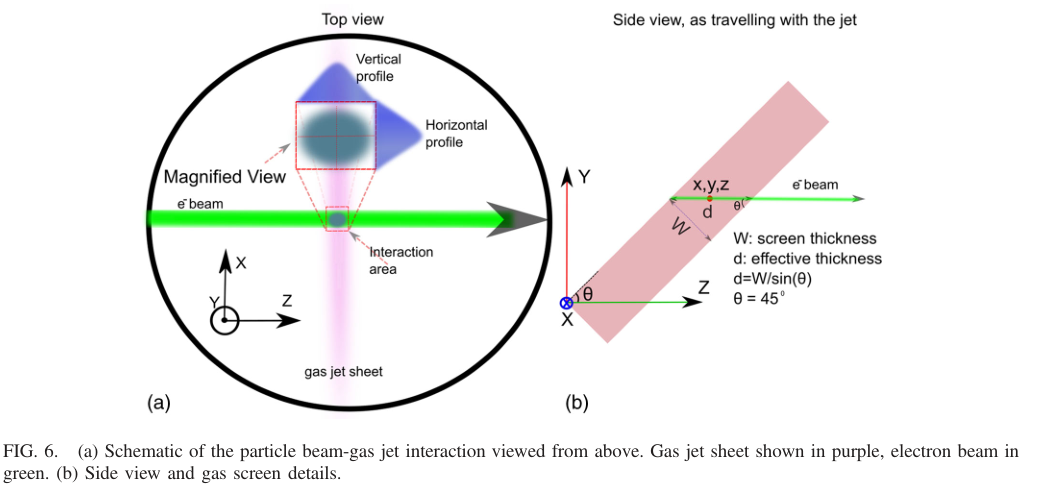 Top view
Vertical
profile
Horizontal
profile
Magnified View
e⁻ beam
Interaction
area
X
Y
Z
gas jet sheet
(a)
Side view, as travelling with the jet
Y
x,y,z
e⁻ beam
d
θ
W
W: screen thickness
d: effective thickness
d=W/sin(θ)
θ = 45°
θ
Z
X
(b)
FIG. 6. (a) Schematic of the particle beam-gas jet interaction viewed from above. Gas jet sheet shown in purple, electron beam in
green. (b) Side view and gas screen details.